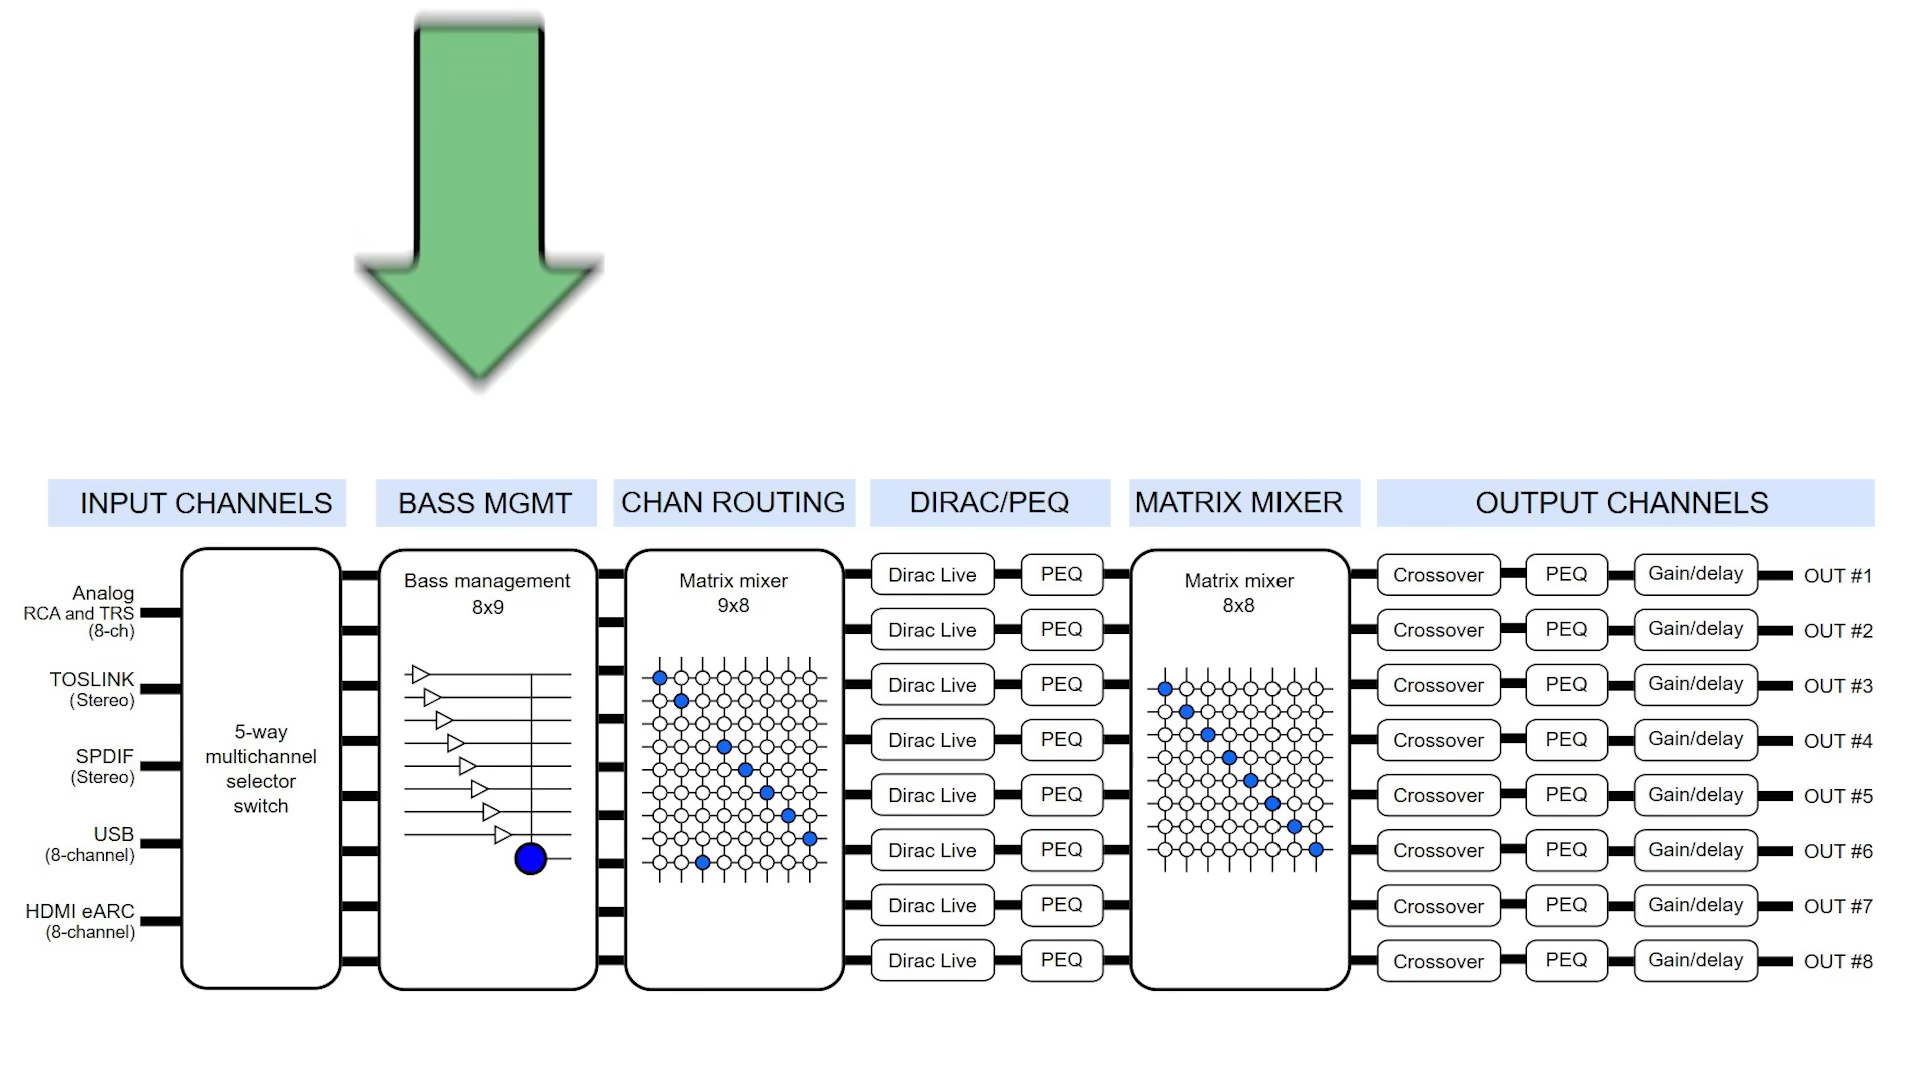 INPUT CHANNELS
BASS MGMT
CHAN ROUTING
DIRAC/PEQ
MATRIX MIXER
OUTPUT CHANNELS
Analog
RCA and TRS
(8-ch)
TOSLINK
(Stereo)
SPDIF
(Stereo)
USB
(8-channel)
HDMI eARC
(8-channel)
5-way
multichannel
selector
switch
Bass management
8x9
Matrix mixer
9x8
Dirac Live PEQ
Dirac Live PEQ
Dirac Live PEQ
Dirac Live PEQ
Dirac Live PEQ
Dirac Live PEQ
Dirac Live PEQ
Dirac Live PEQ
Matrix mixer
8x8
Crossover PEQ Gain/delay OUT #1
Crossover PEQ Gain/delay OUT #2
Crossover PEQ Gain/delay OUT #3
Crossover PEQ Gain/delay OUT #4
Crossover PEQ Gain/delay OUT #5
Crossover PEQ Gain/delay OUT #6
Crossover PEQ Gain/delay OUT #7
Crossover PEQ Gain/delay OUT #8